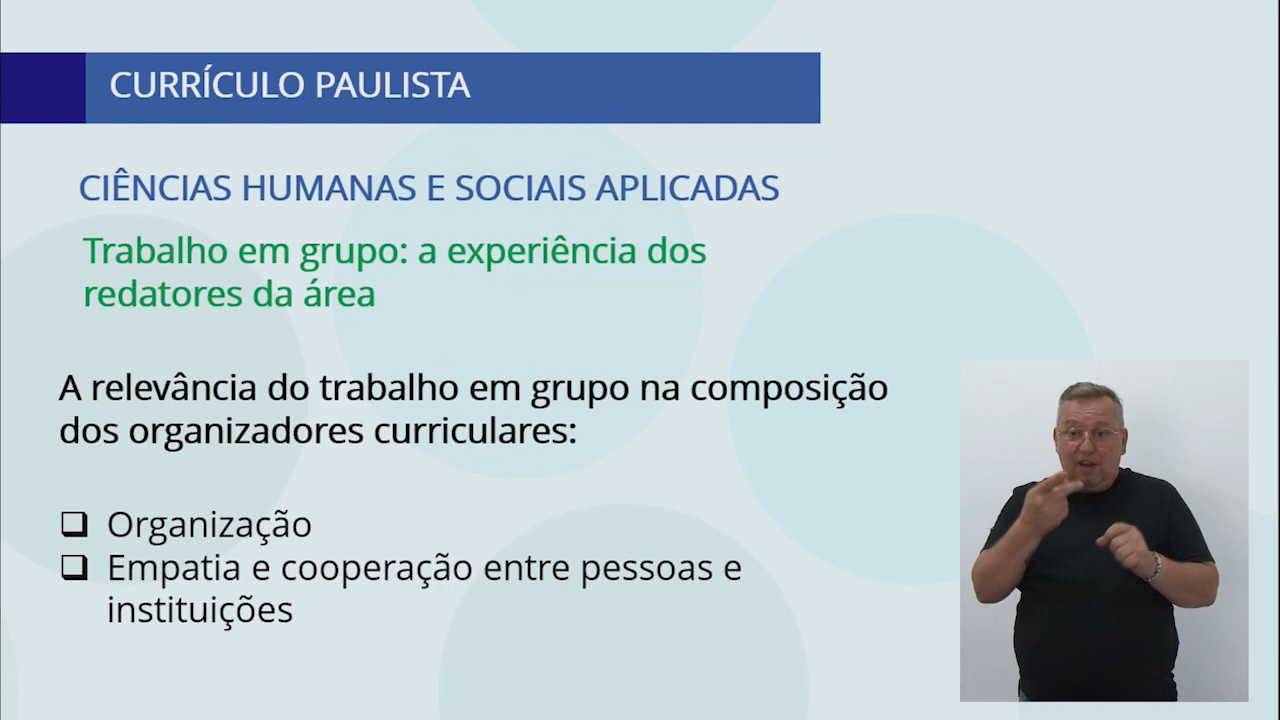 CURRÍCULO PAULISTA
CIÊNCIAS HUMANAS E SOCIAIS APLICADAS
Trabalho em grupo: a experiência dos
redatores da área
A relevância do trabalho em grupo na composição
dos organizadores curriculares:
❑ Organização
❑ Empatia e cooperação entre pessoas e
instituições